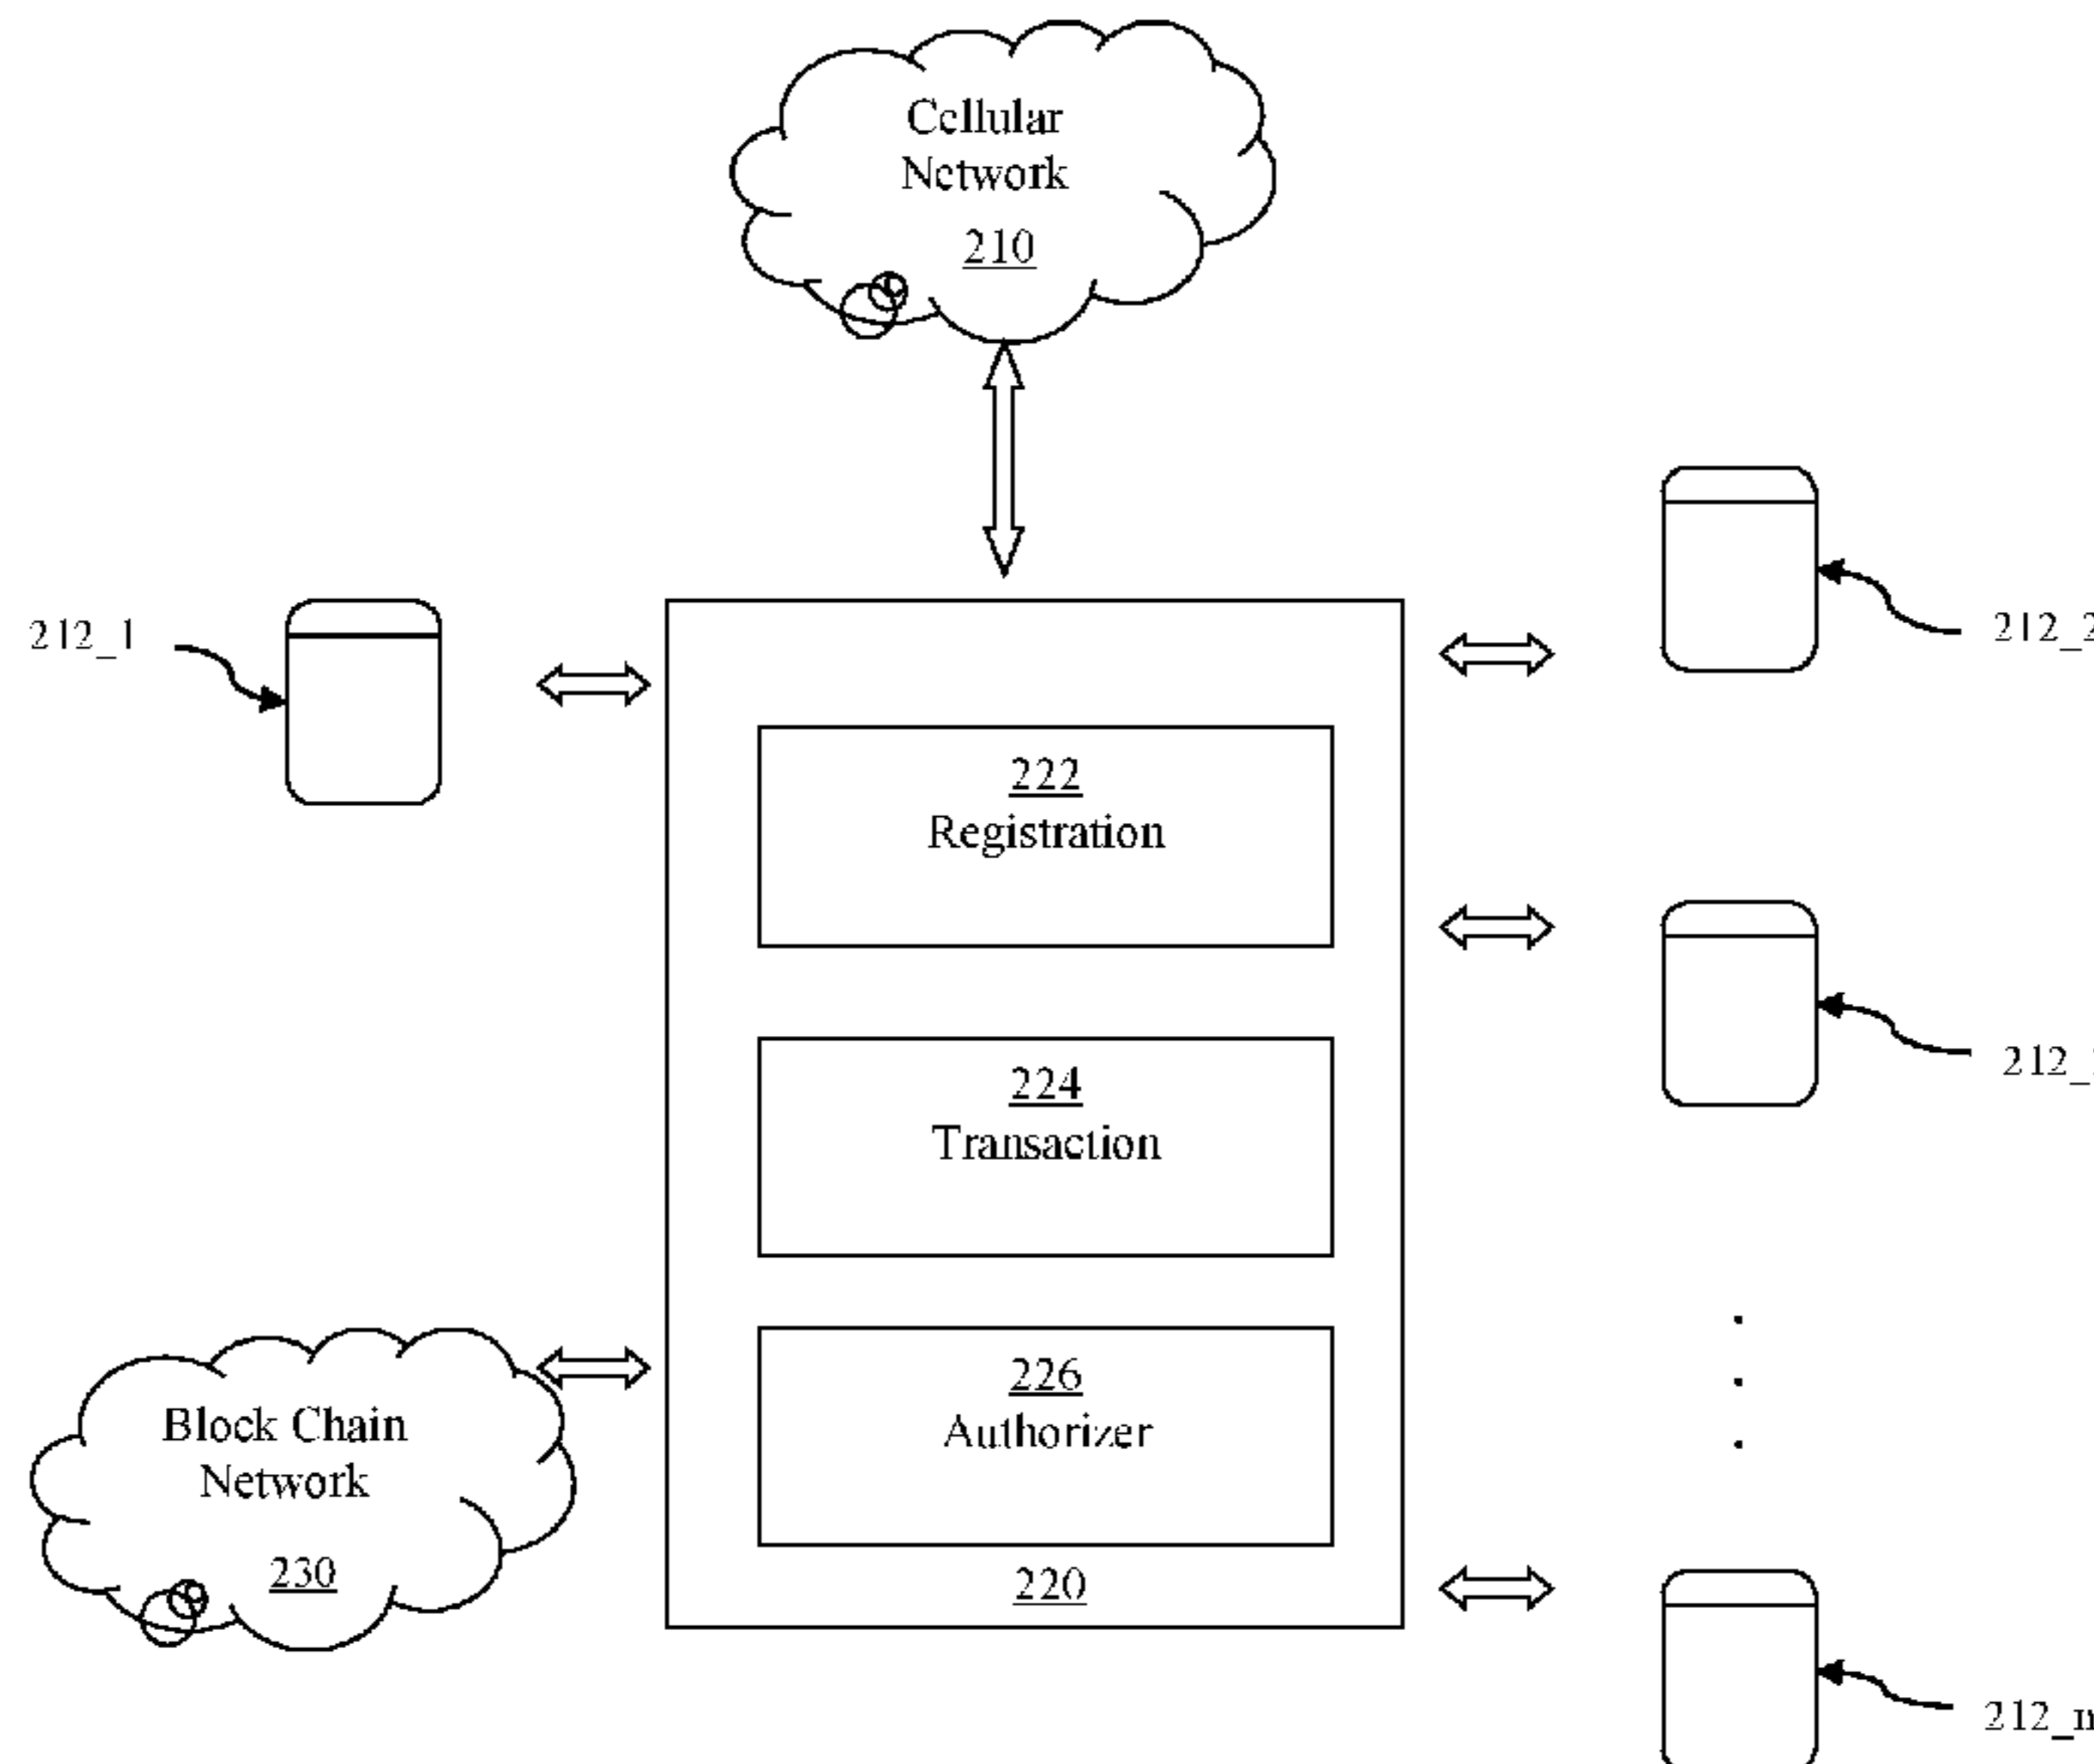 Cellular
Network
210
212_1
212_2
222
Registration
224
Transaction
226
Authorizer
220
Block Chain
Network
230